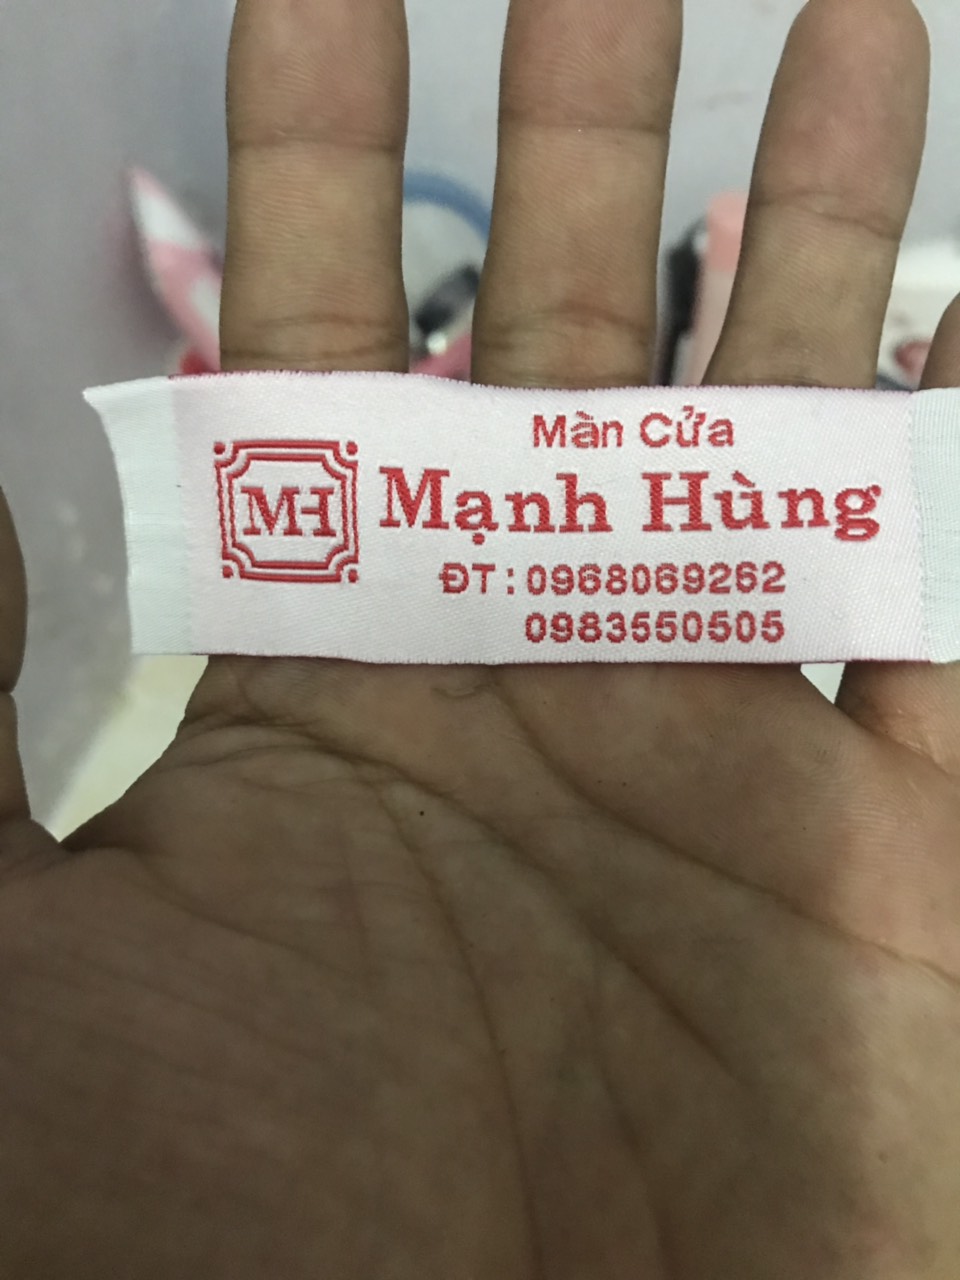 Màn Cửa
MH Mạnh Hùng
ĐT : 0968069262
0983550505